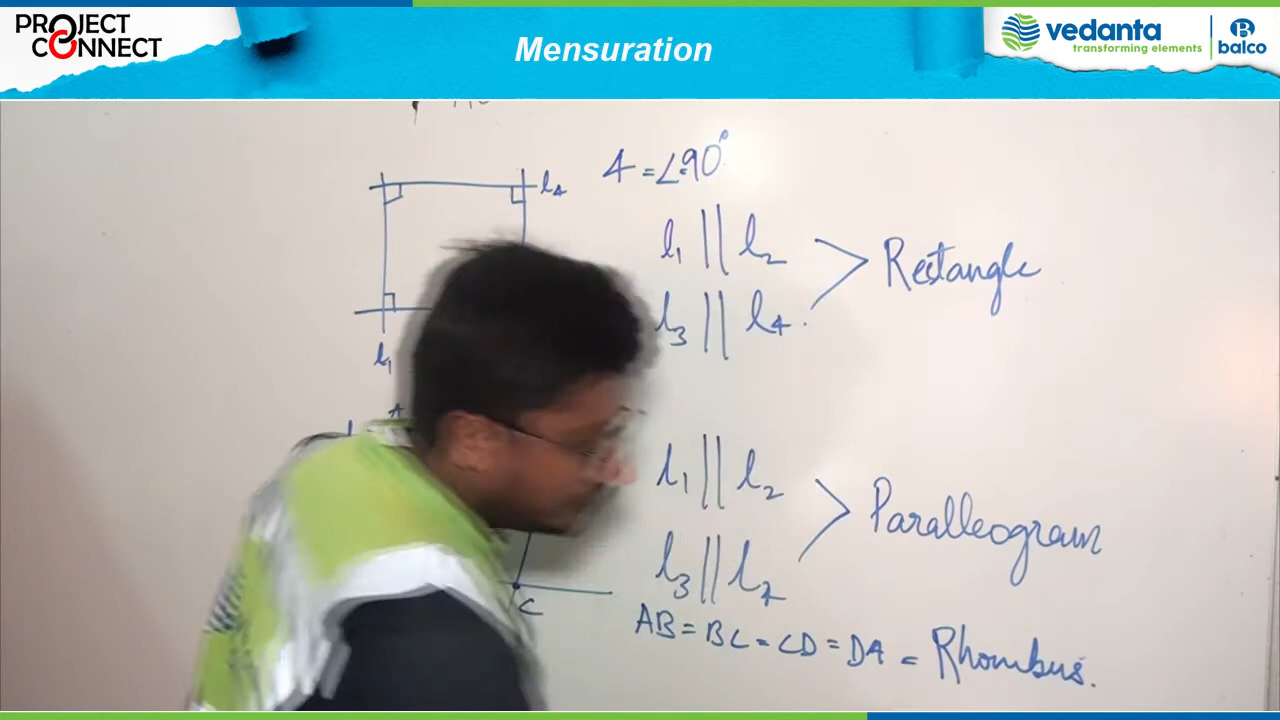 PROJECT
CONNECT
Mensuration
vedanta
transforming elements
balco
l4
4 = ∠90°
l1 || l2
l3 || l4.
Rectangle
l1
A
l1 || l2
l3 || l4
Paralleogram
C
AB = BC = CD = DA = Rhombus.